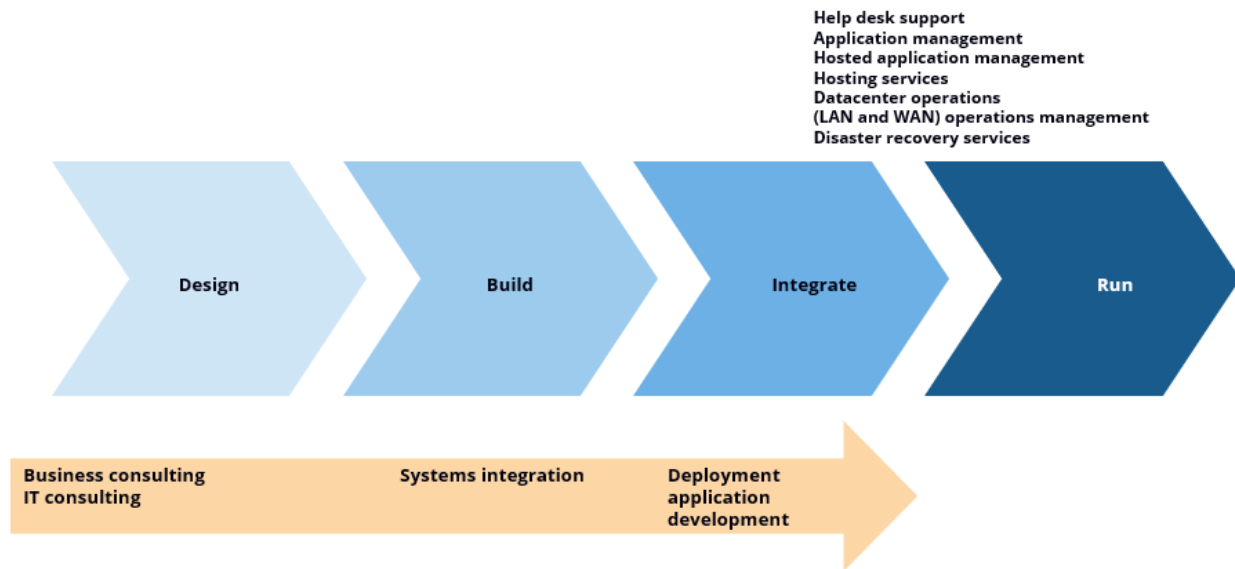 Help desk support
Application management
Hosted application management
Hosting services
Datacenter operations
(LAN and WAN) operations management
Disaster recovery services
Design
Build
Integrate
Run
Business consulting
IT consulting
Systems integration
Deployment
application
development